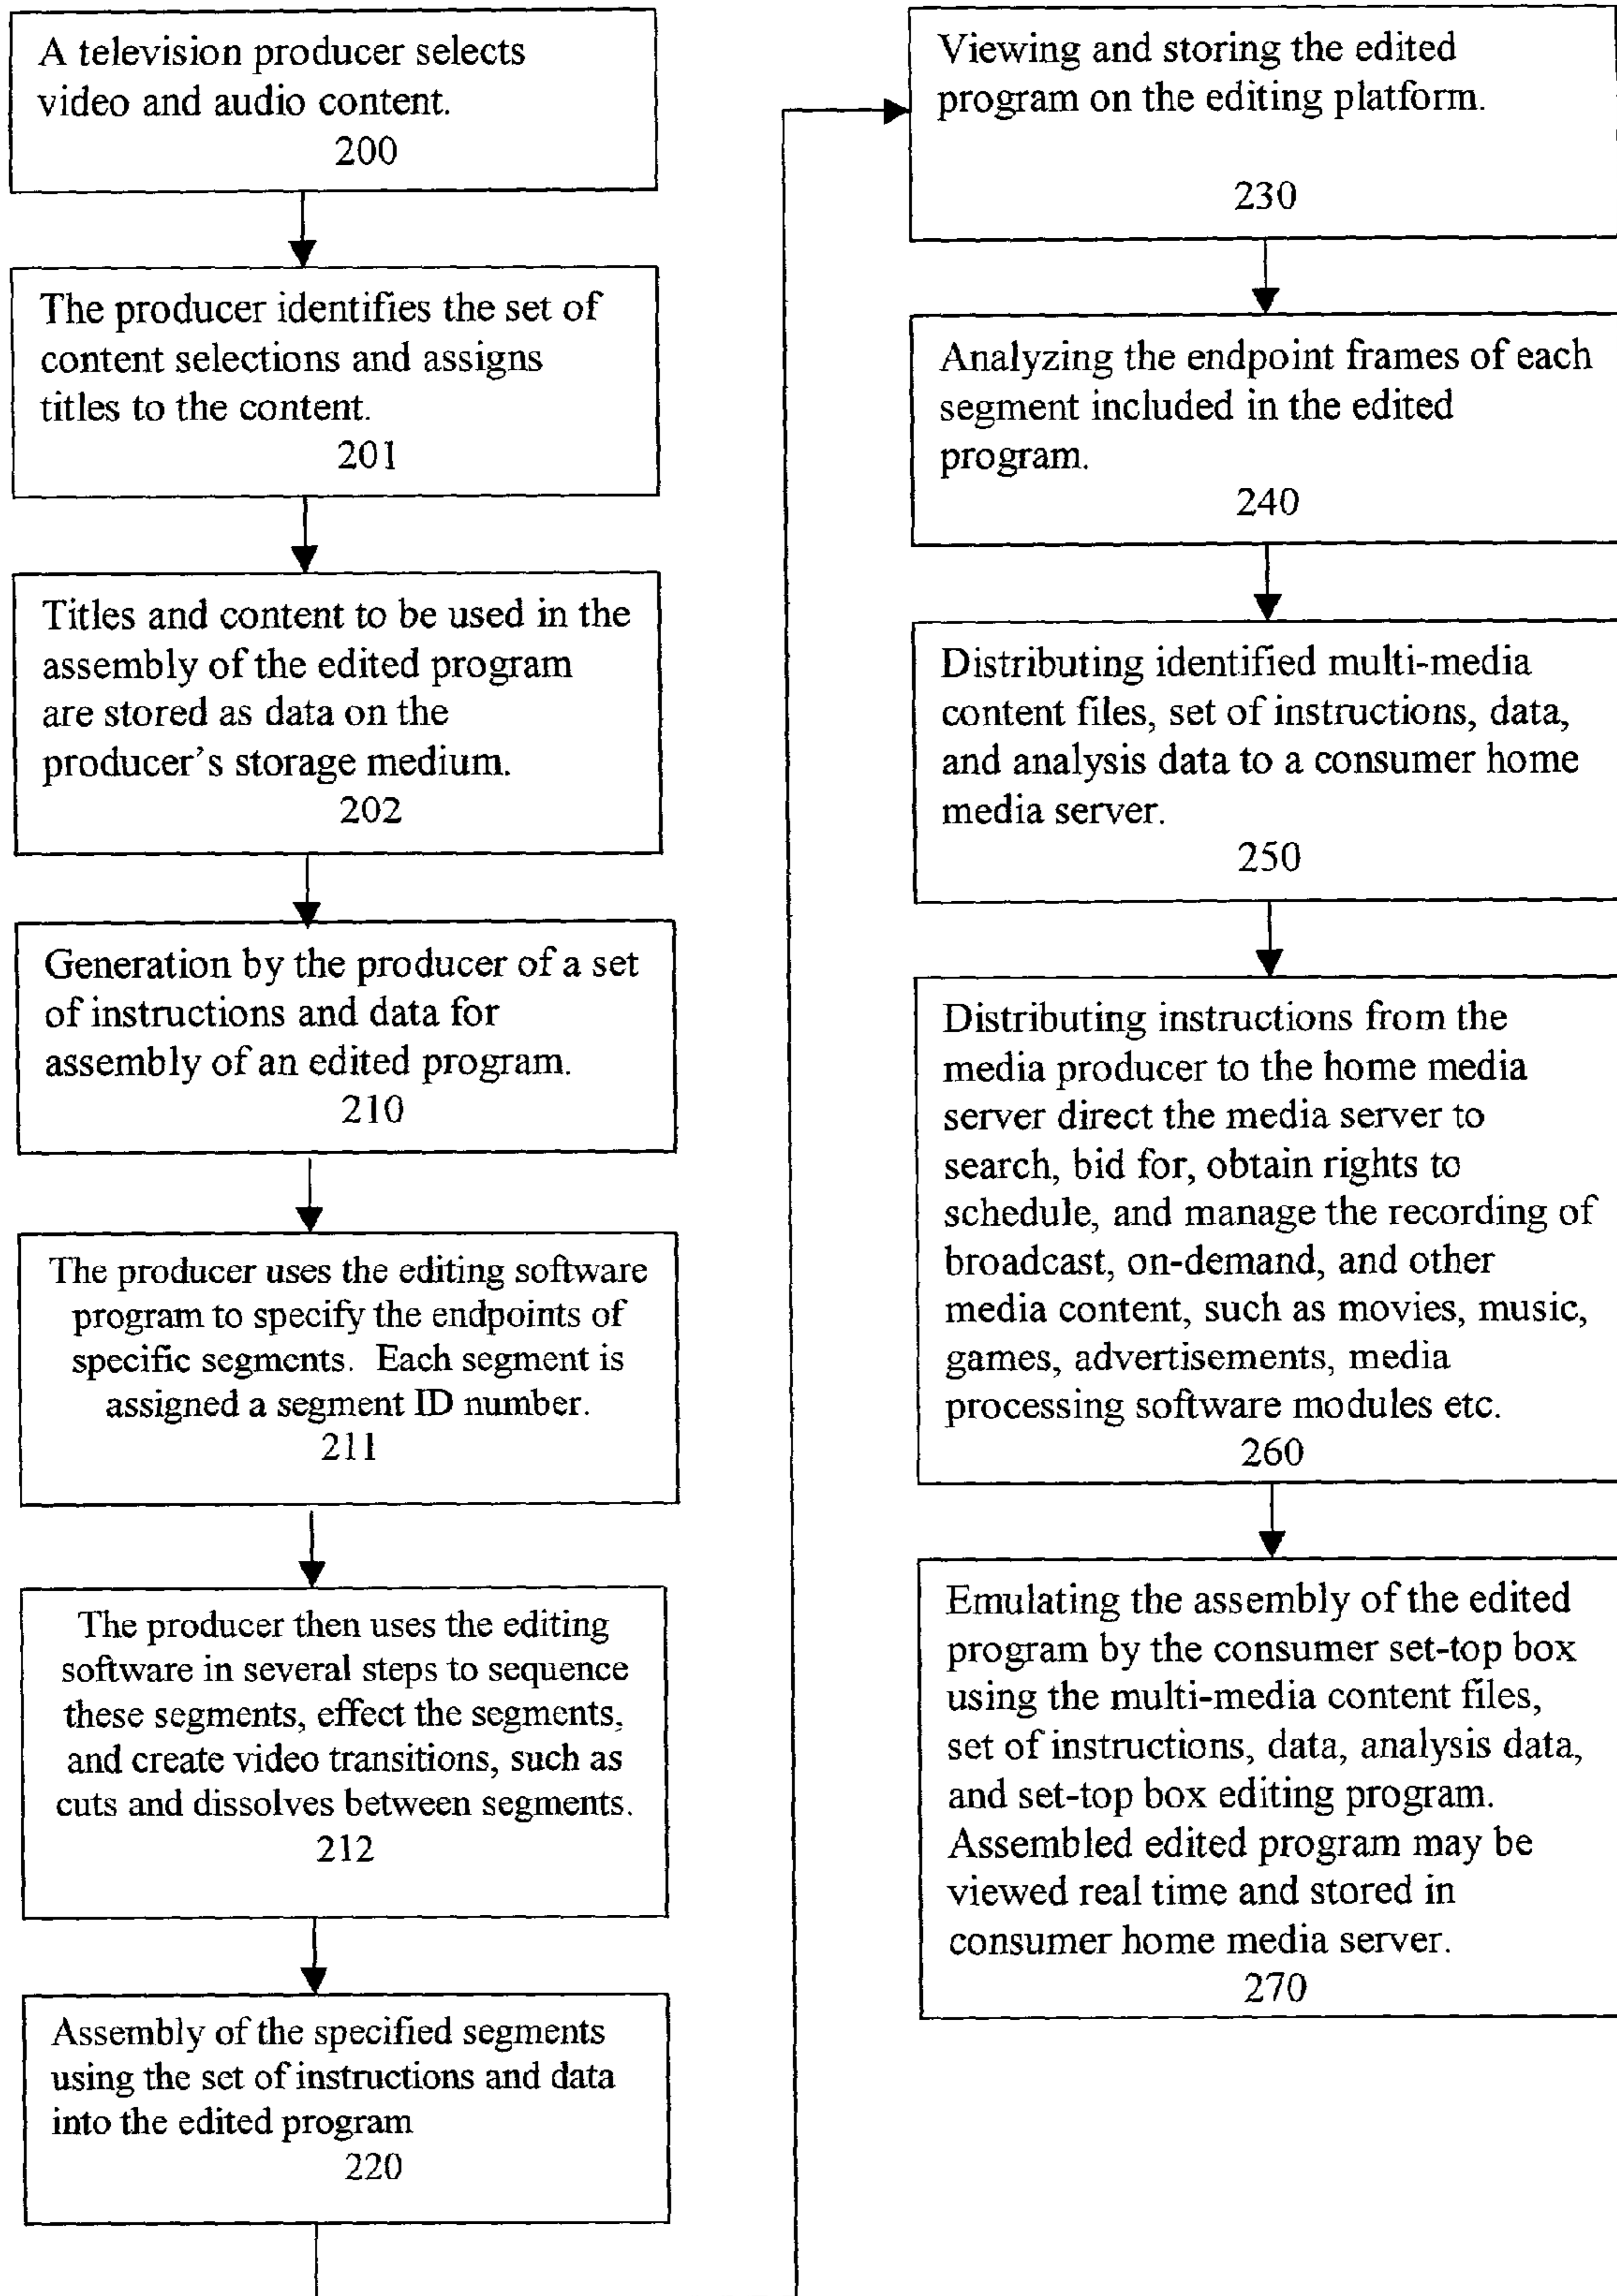 A television producer selects
video and audio content.
200
The producer identifies the set of
content selections and assigns
titles to the content.
201
Titles and content to be used in the
assembly of the edited program
are stored as data on the
producer's storage medium.
202
Generation by the producer of a set
of instructions and data for
assembly of an edited program.
210
The producer uses the editing software
program to specify the endpoints of
specific segments. Each segment is
assigned a segment ID number.
211
The producer then uses the editing
software in several steps to sequence
these segments, effect the segments,
and create video transitions, such as
cuts and dissolves between segments.
212
Assembly of the specified segments
using the set of instructions and data
into the edited program
220
Viewing and storing the edited
program on the editing platform.
230
Analyzing the endpoint frames of each
segment included in the edited
program.
240
Distributing identified multi-media
content files, set of instructions, data,
and analysis data to a consumer home
media server.
250
Distributing instructions from the
media producer to the home media
server direct the media server to
search, bid for, obtain rights to
schedule, and manage the recording of
broadcast, on-demand, and other
media content, such as movies, music,
games, advertisements, media
processing software modules etc.
260
Emulating the assembly of the edited
program by the consumer set-top box
using the multi-media content files,
set of instructions, data, analysis data,
and set-top box editing program.
Assembled edited program may be
viewed real time and stored in
consumer home media server.
270